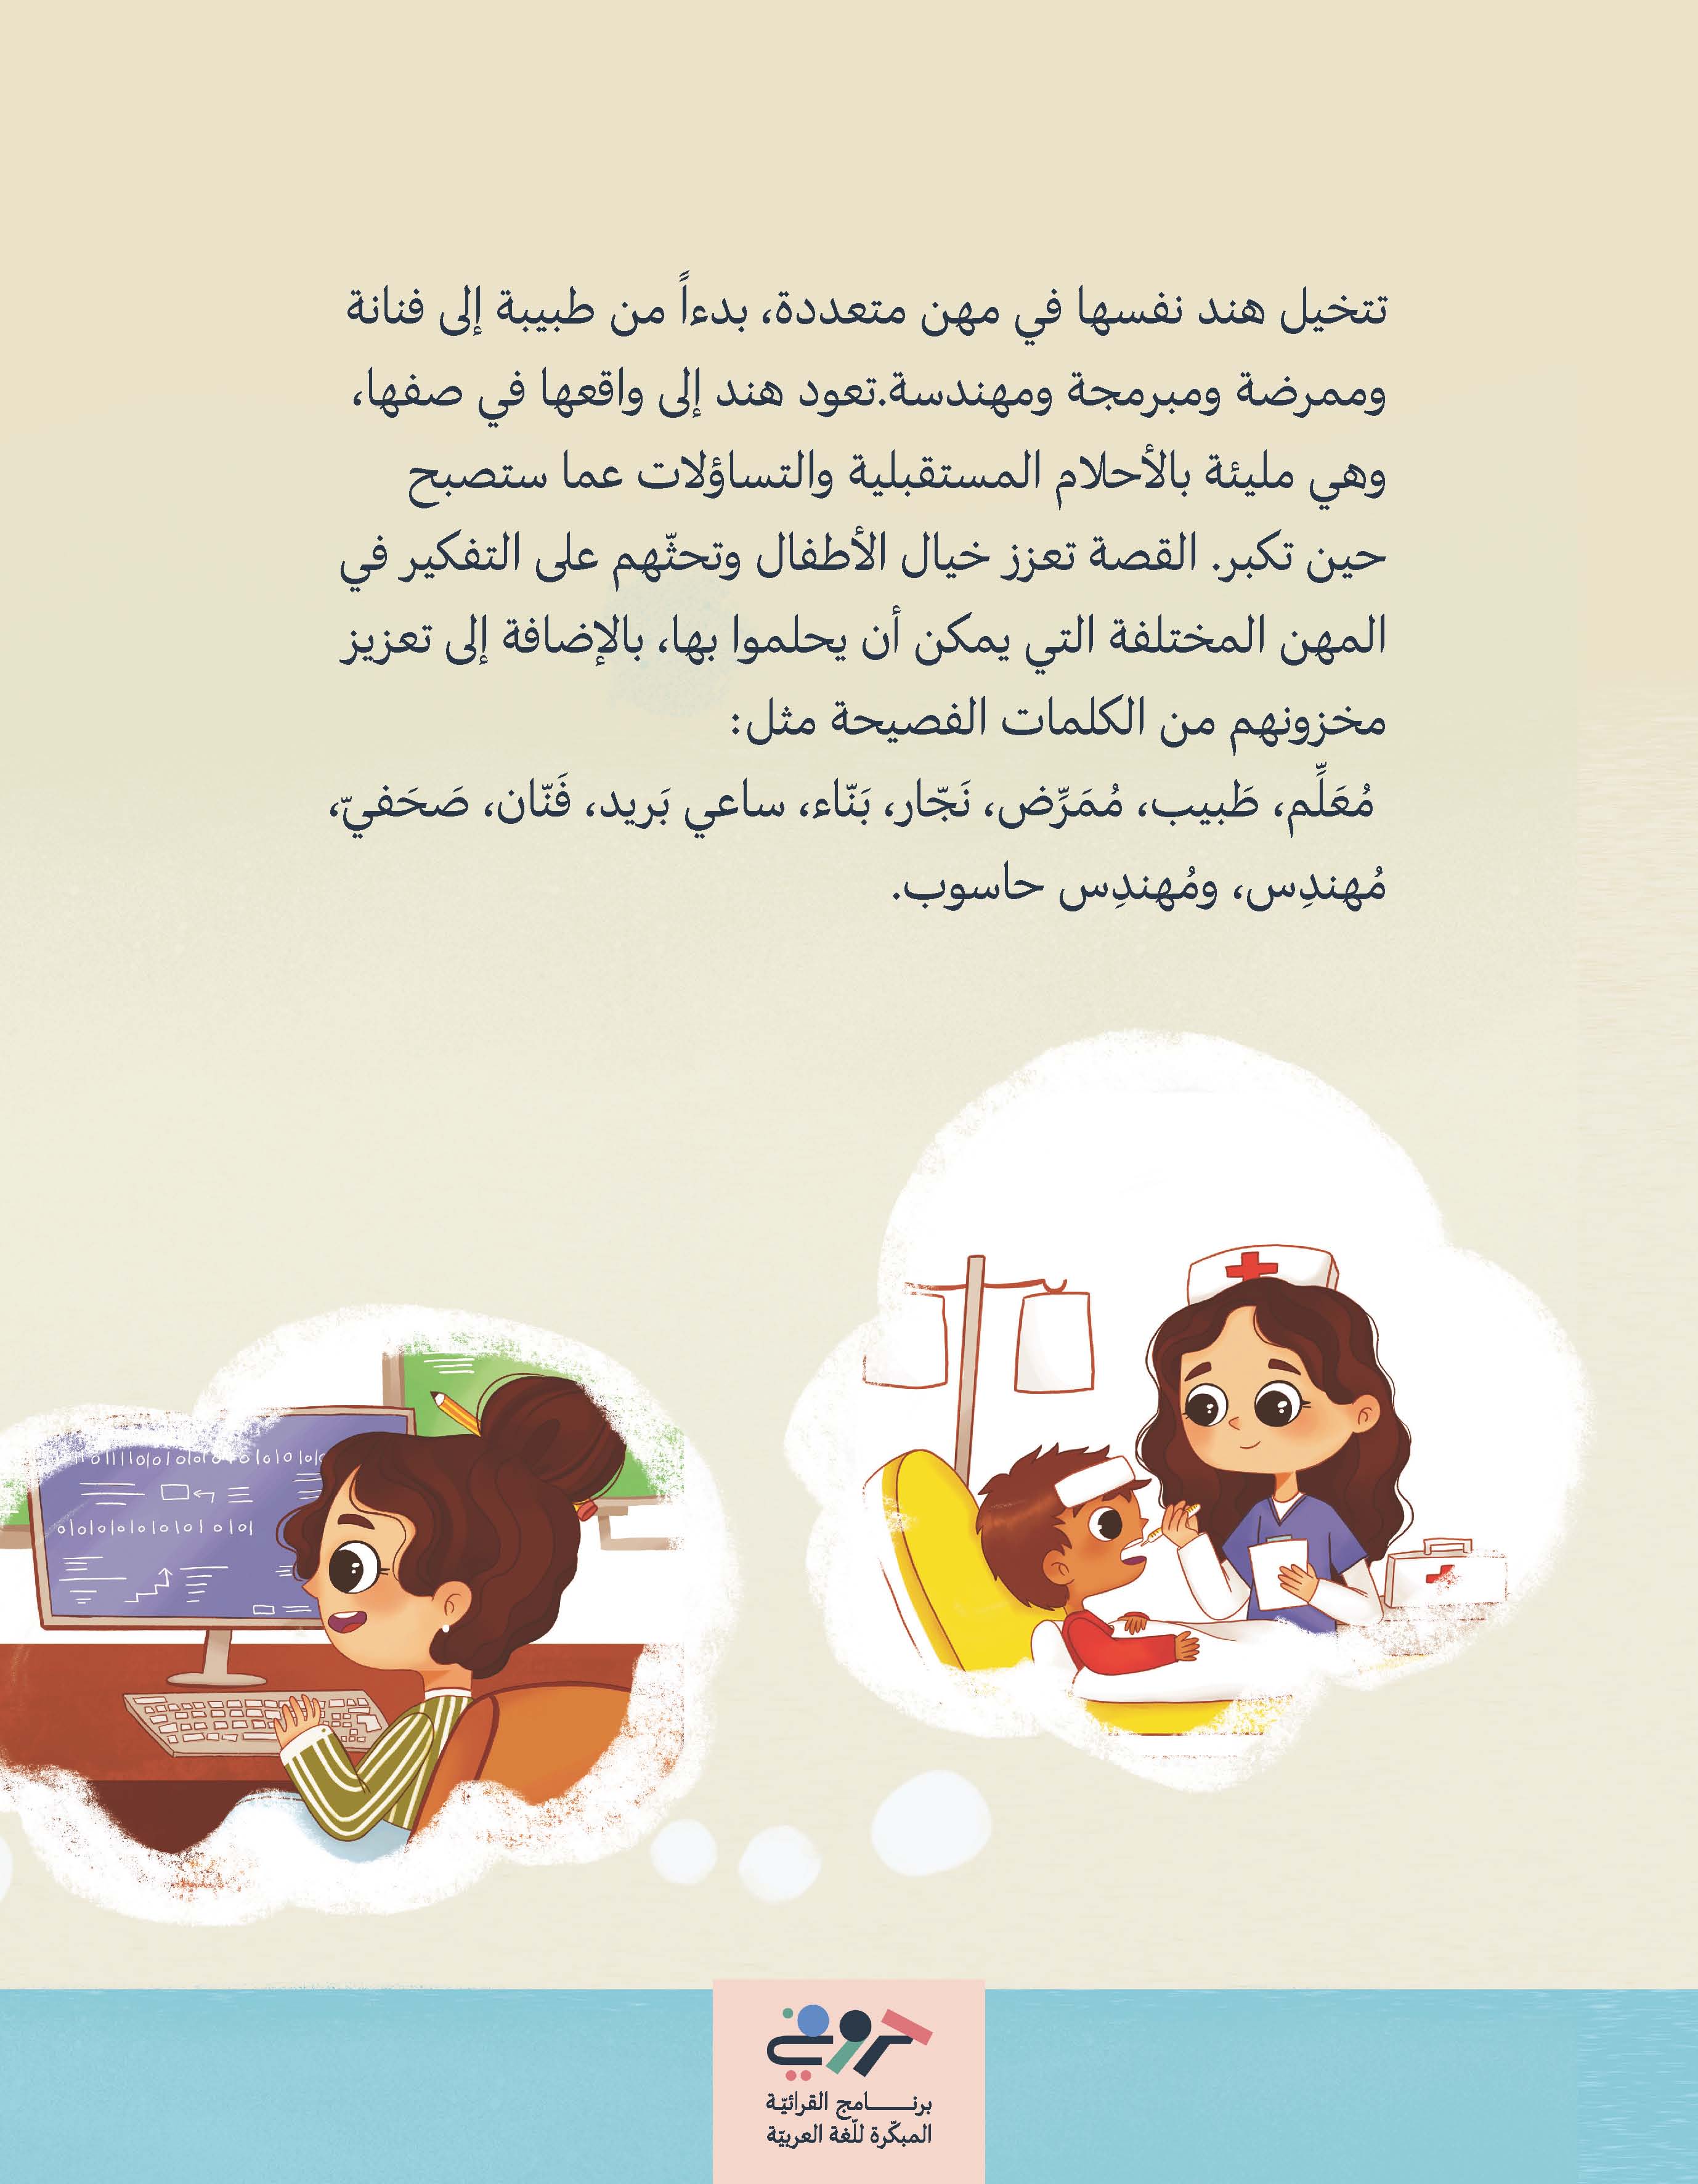 تتخيل هند نفسها في مهن متعددة، بدءاً من طبيبة إلى فنانة
وممرضة ومبرمجة ومهندسة.تعود هند إلى واقعها في صفها،
وهي مليئة بالأحلام المستقبلية والتساؤلات عما ستصبح
حين تكبر. القصة تعزز خيال الأطفال وتحثّهم على التفكير في
المهن المختلفة التي يمكن أن يحلموا بها، بالإضافة إلى تعزيز
مخزونهم من الكلمات الفصيحة مثل:
مُعَلِّم، طَبيب، مُمَرِّض، نَجّار، بَنّاء، ساعي بَريد، فَنّان، صَحَفيّ،
مُهندِس، ومُهندِس حاسوب.
حروفي
برنـــامج القرائيّة
المبكّرة للّغة العربيّة